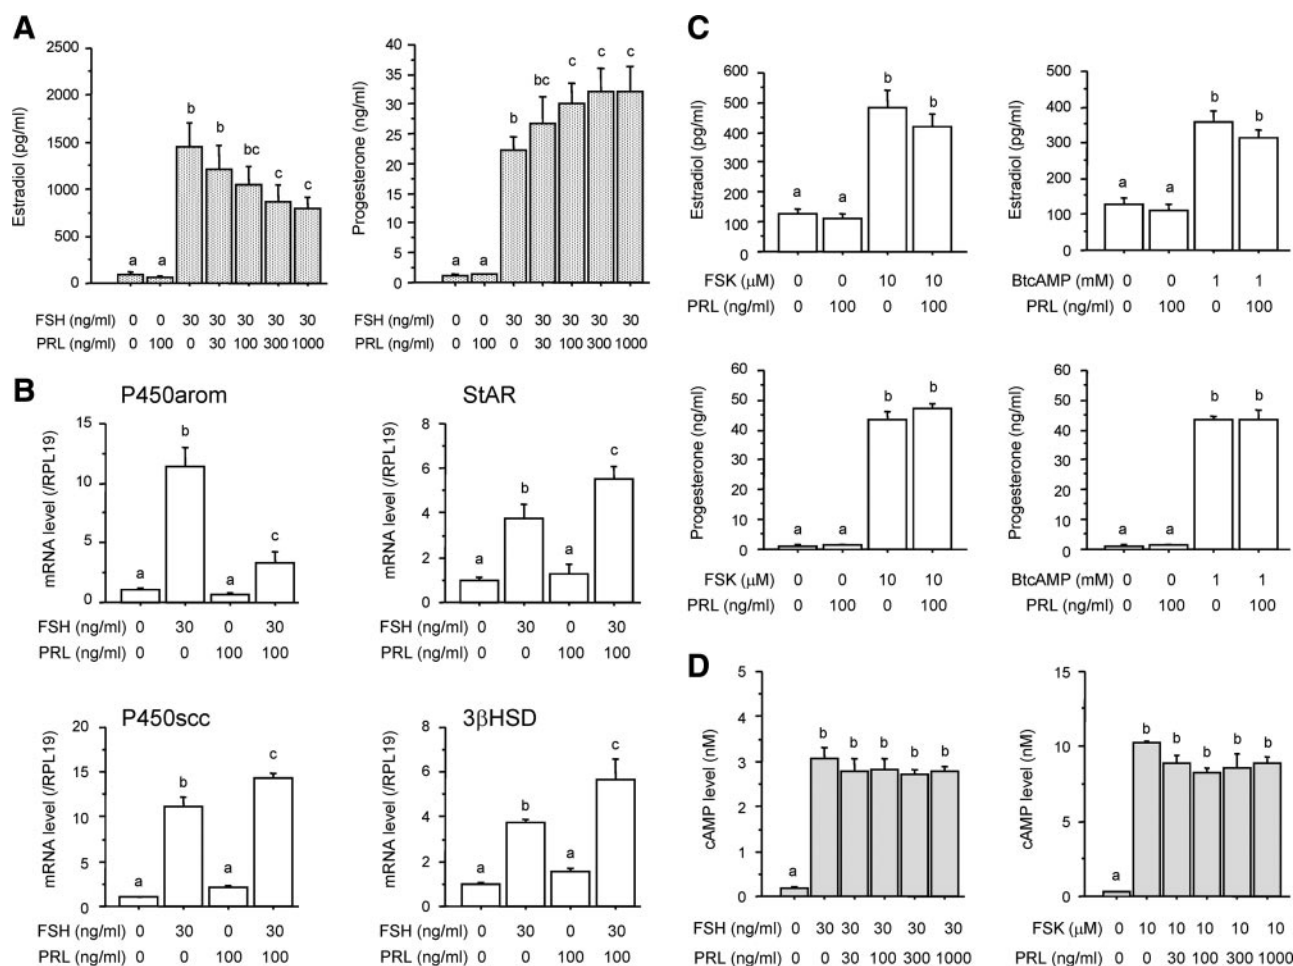 A
2500
2000
1500
1000
500
0
Estradiol (pg/ml)
a a b b bc c c
FSH (ng/ml) 0 0 30 30 30 30 30
PRL (ng/ml) 0 100 0 30 100 300 1000
40
35
30
25
20
15
10
5
0
Progesterone (ng/ml)
a a b bc c c c
FSH (ng/ml) 0 0 30 30 30 30 30
PRL (ng/ml) 0 100 0 30 100 300 1000
B
P450arom
15
10
5
0
mRNA level (/RPL19)
a b a c
FSH (ng/ml) 0 30 0 30
PRL (ng/ml) 0 0 100 100
StAR
8
6
4
2
0
mRNA level (/RPL19)
a b a c
FSH (ng/ml) 0 30 0 30
PRL (ng/ml) 0 0 100 100
P450scc
20
15
10
5
0
mRNA level (/RPL19)
a b a c
FSH (ng/ml) 0 30 0 30
PRL (ng/ml) 0 0 100 100
3βHSD
8
6
4
2
0
mRNA level (/RPL19)
a b a c
FSH (ng/ml) 0 30 0 30
PRL (ng/ml) 0 0 100 100
C
600
500
400
300
200
100
0
Estradiol (pg/ml)
a a b b
FSK (μM) 0 0 10 10
PRL (ng/ml) 0 100 0 100
500
400
300
200
100
0
Estradiol (pg/ml)
a a b b
BtcAMP (mM) 0 0 1 1
PRL (ng/ml) 0 100 0 100
60
50
40
30
20
10
0
Progesterone (ng/ml)
a a b b
FSK (μM) 0 0 10 10
PRL (ng/ml) 0 100 0 100
60
50
40
30
20
10
0
Progesterone (ng/ml)
a a b b
BtcAMP (mM) 0 0 1 1
PRL (ng/ml) 0 100 0 100
D
5
4
3
2
1
0
cAMP level (nM)
a b b b b b
FSH (ng/ml) 0 30 30 30 30 30
PRL (ng/ml) 0 0 30 100 300 1000
15
10
5
0
cAMP level (nM)
a b b b b b
FSK (μM) 0 10 10 10 10 10
PRL (ng/ml) 0 0 30 100 300 1000